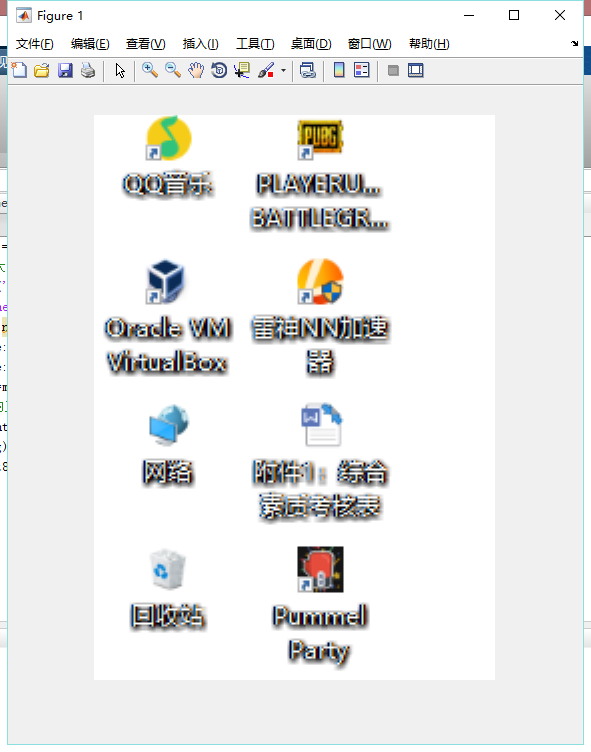 Figure 1
文件(F) 编辑(E) 查看(V) 插入(I) 工具(T) 桌面(D) 窗口(W) 帮助(H)
QQ音乐
PUBG
PLAYERU...
BATTLEGR...
Oracle VM
VirtualBox
雷神NN加速
器
网络
W
附件1：综合
素质考核表
回收站
Pummel
Party